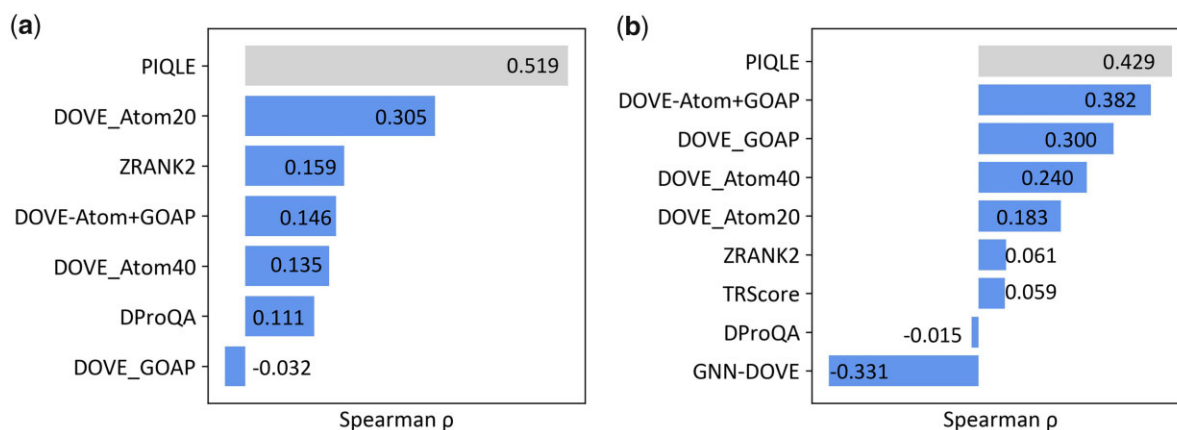 (a)
PIQLE 0.519
DOVE_Atom20 0.305
ZRANK2 0.159
DOVE-Atom+GOAP 0.146
DOVE_Atom40 0.135
DProQA 0.111
DOVE_GOAP -0.032
Spearman ρ
(b)
PIQLE 0.429
DOVE-Atom+GOAP 0.382
DOVE_GOAP 0.300
DOVE_Atom40 0.240
DOVE_Atom20 0.183
ZRANK2 0.061
TRScore 0.059
DProQA -0.015
GNN-DOVE -0.331
Spearman ρ